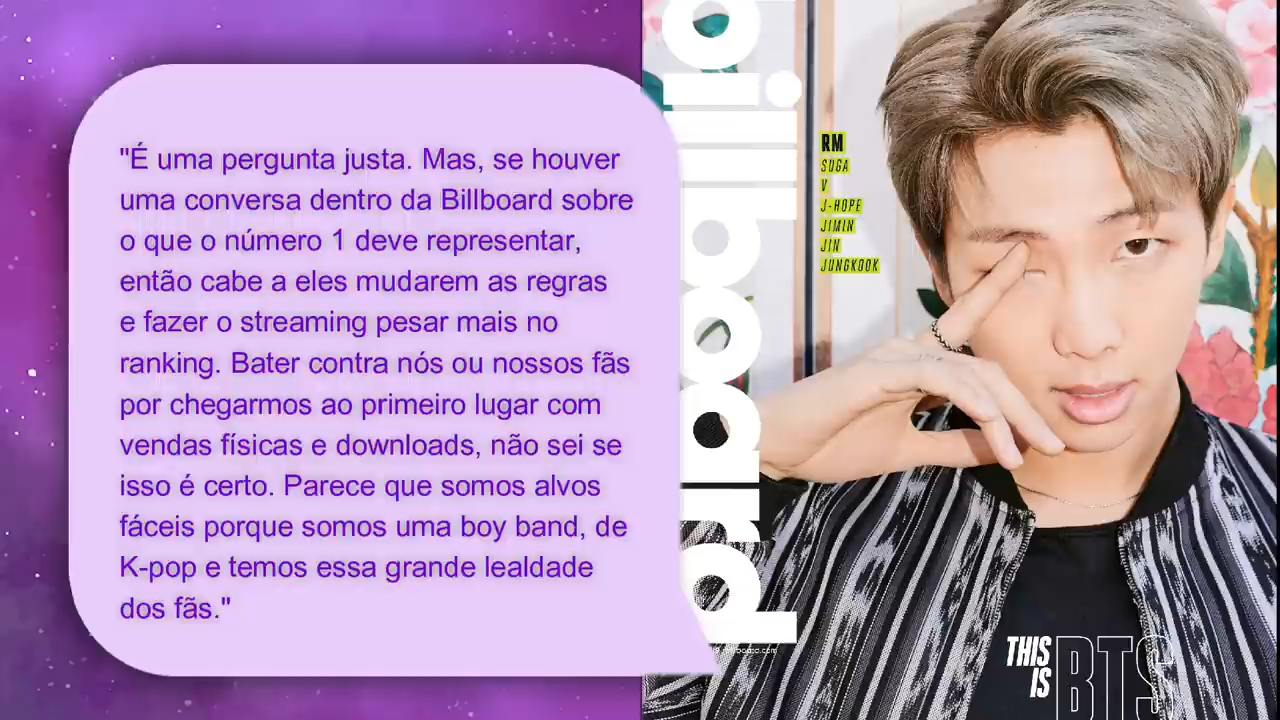 "É uma pergunta justa. Mas, se houver
uma conversa dentro da Billboard sobre
o que o número 1 deve representar,
então cabe a eles mudarem as regras
e fazer o streaming pesar mais no
ranking. Bater contra nós ou nossos fãs
por chegarmos ao primeiro lugar com
vendas físicas e downloads, não sei se
isso é certo. Parece que somos alvos
fáceis porque somos uma boy band, de
K-pop e temos essa grande lealdade
dos fãs."
billboard
RM
SUGA
V
J-HOPE
JIMIN
JIN
JUNGKOOK
THIS
IS
BTS